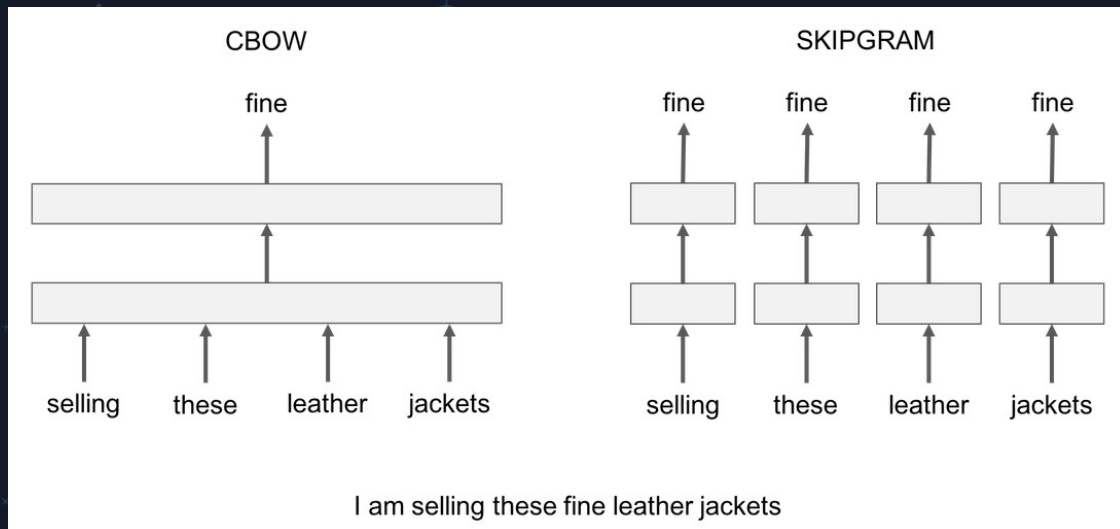 CBOW
SKIPGRAM
fine
fine fine fine fine
selling these leather jackets
selling these leather jackets
I am selling these fine leather jackets